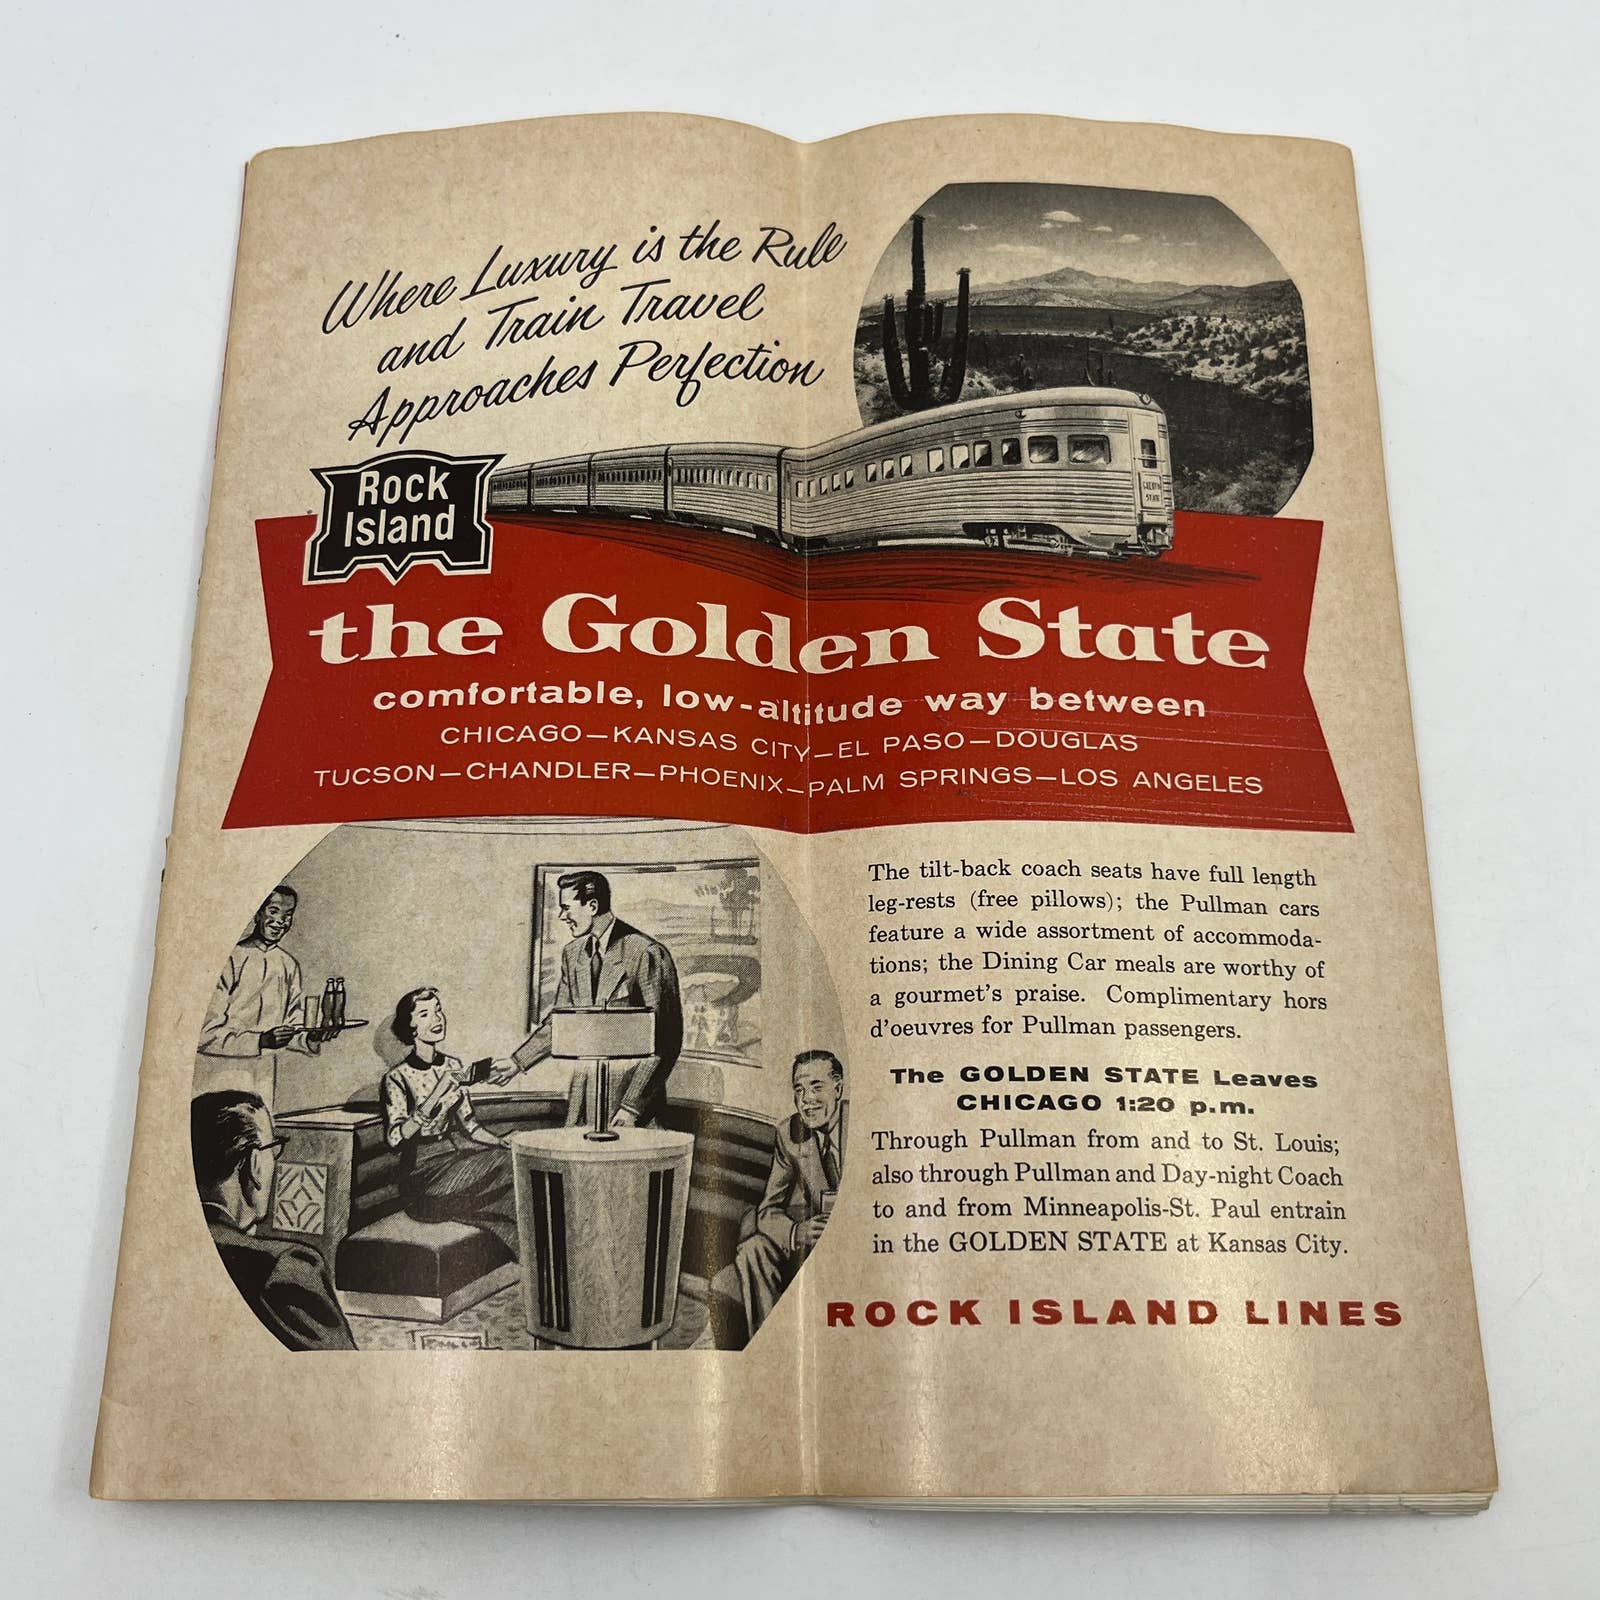 Where Luxury is the Rule
and Train Travel
Approaches Perfection
Rock
Island
GOLDEN
STATE
the Golden State
comfortable, low-altitude way between
CHICAGO—KANSAS CITY—EL PASO—DOUGLAS
TUCSON—CHANDLER—PHOENIX—PALM SPRINGS—LOS ANGELES
The tilt-back coach seats have full length
leg-rests (free pillows); the Pullman cars
feature a wide assortment of accommoda-
tions; the Dining Car meals are worthy of
a gourmet's praise. Complimentary hors
d'oeuvres for Pullman passengers.
The GOLDEN STATE Leaves
CHICAGO 1:20 p.m.
Through Pullman from and to St. Louis;
also through Pullman and Day-night Coach
to and from Minneapolis-St. Paul entrain
in the GOLDEN STATE at Kansas City.
ROCK ISLAND LINES